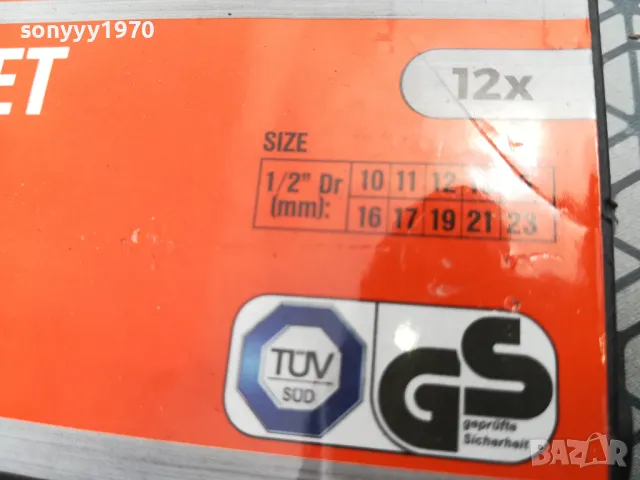 sonyyy1970
ET
12x
SIZE
1/2" Dr 10 11 12
(mm): 16 17 19 21 23
TÜV
SÜD
GS
geprüfte
Sicherheit
BAZAR
bg